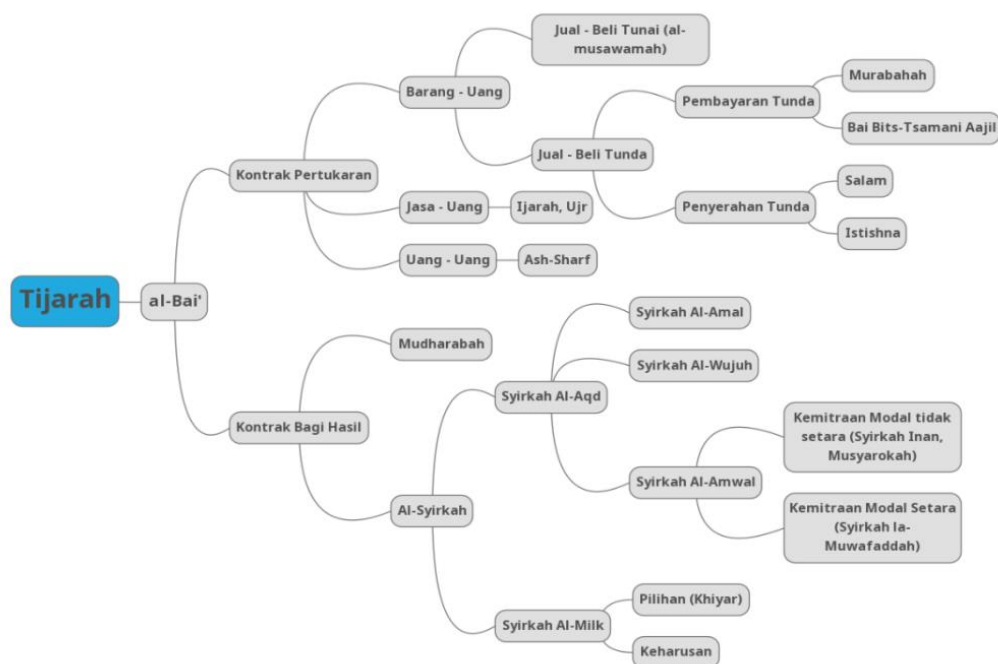 Tijarah
al-Bai'
Kontrak Pertukaran
Barang - Uang
Jual - Beli Tunai (al-
musawamah)
Jual - Beli Tunda
Pembayaran Tunda
Murabahah
Bai Bits-Tsamani Aajil
Penyerahan Tunda
Salam
Istishna
Jasa - Uang
Ijarah, Ujr
Uang - Uang
Ash-Sharf
Kontrak Bagi Hasil
Mudharabah
Al-Syirkah
Syirkah Al-Aqd
Syirkah Al-Amal
Syirkah Al-Wujuh
Syirkah Al-Amwal
Kemitraan Modal tidak
setara (Syirkah Inan,
Musyarokah)
Kemitraan Modal Setara
(Syirkah la-
Muwafaddah)
Syirkah Al-Milk
Pilihan (Khiyar)
Keharusan